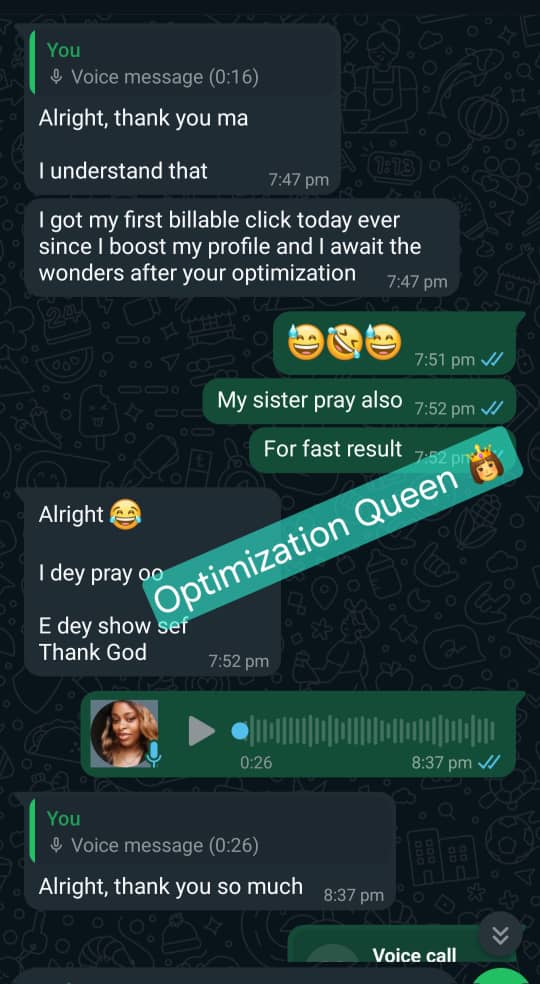 You
Voice message (0:16)
Alright, thank you ma
I understand that
7:47 pm
I got my first billable click today ever
since I boost my profile and I await the
wonders after your optimization
7:47 pm
7:51 pm
My sister pray also 7:52 pm
For fast result 7:52 pm
Optimization Queen
Alright
I dey pray oo
E dey show sef
Thank God
7:52 pm
0:26 8:37 pm
You
Voice message (0:26)
Alright, thank you so much 8:37 pm
Voice call